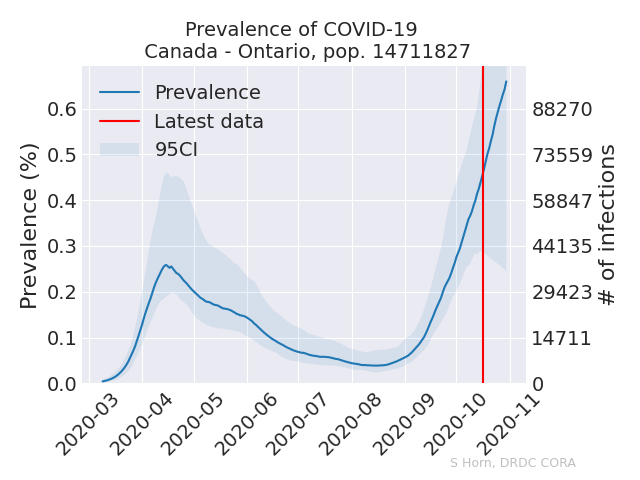 Prevalence of COVID-19
Canada - Ontario, pop. 14711827
Prevalence
Latest data
95CI
Prevalence (%)
0.6
0.5
0.4
0.3
0.2
0.1
0.0
88270
73559
58847
44135
29423
14711
0
# of infections
2020-03
2020-04
2020-05
2020-06
2020-07
2020-08
2020-09
2020-10
2020-11
S Horn, DRDC CORA